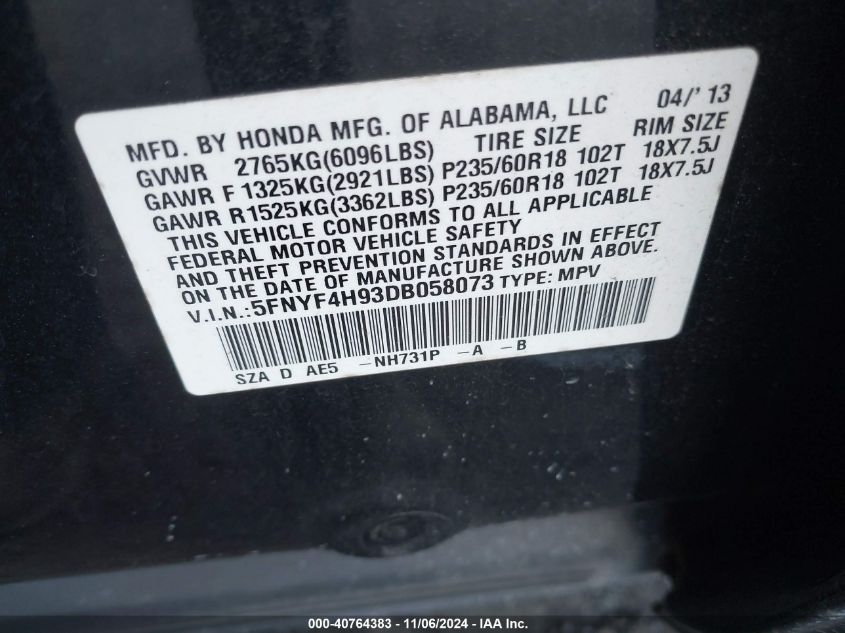 MFD. BY HONDA MFG. OF ALABAMA, LLC 04/' 13
GVWR 2765KG(6096LBS) TIRE SIZE RIM SIZE
GAWR F 1325KG(2921LBS) P235/60R18 102T 18X7.5J
GAWR R1525KG(3362LBS) P235/60R18 102T 18X7.5J
THIS VEHICLE CONFORMS TO ALL APPLICABLE
FEDERAL MOTOR VEHICLE SAFETY
AND THEFT PREVENTION STANDARDS IN EFFECT
ON THE DATE OF MANUFACTURE SHOWN ABOVE.
V.I.N.:5FNYF4H93DB058073 TYPE: MPV
SZA D AE5 -NH731P -A -B
000-40764383 - 11/06/2024 - IAA Inc.